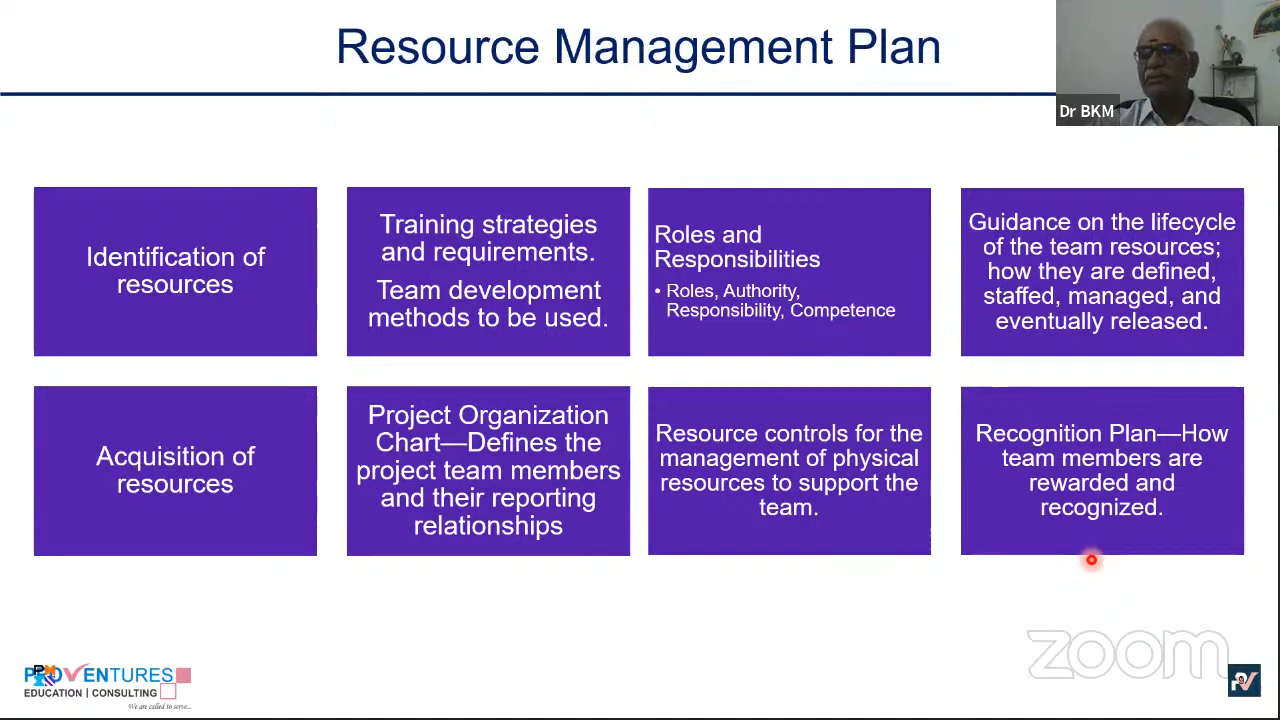 Resource Management Plan
Dr BKM
Identification of
resources
Training strategies
and requirements.
Team development
methods to be used.
Roles and
Responsibilities
• Roles, Authority,
Responsibility, Competence
Guidance on the lifecycle
of the team resources;
how they are defined,
staffed, managed, and
eventually released.
Acquisition of
resources
Project Organization
Chart—Defines the
project team members
and their reporting
relationships
Resource controls for the
management of physical
resources to support the
team.
Recognition Plan—How
team members are
rewarded and
recognized.
zoom
PROVENTURES
EDUCATION | CONSULTING
We are called to serve...
PV